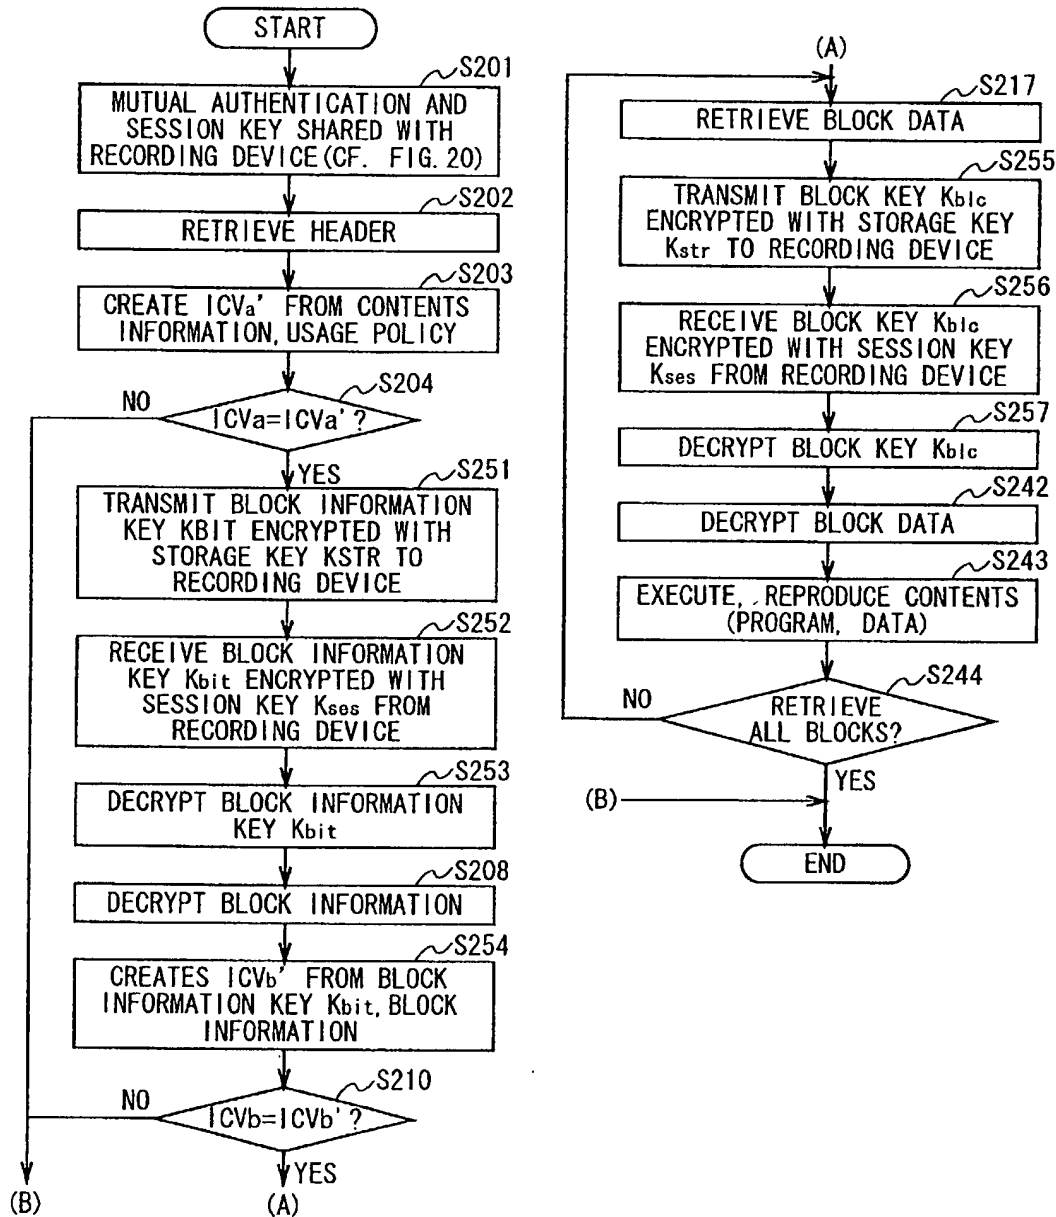 START
S201
MUTUAL AUTHENTICATION AND
SESSION KEY SHARED WITH
RECORDING DEVICE(CF. FIG.20)
S202
RETRIEVE HEADER
S203
CREATE ICVa' FROM CONTENTS
INFORMATION, USAGE POLICY
S204
NO
ICVa=ICVa'?
YES
S251
TRANSMIT BLOCK INFORMATION
KEY KBIT ENCRYPTED WITH
STORAGE KEY KSTR TO
RECORDING DEVICE
S252
RECEIVE BLOCK INFORMATION
KEY Kbit ENCRYPTED WITH
SESSION KEY Kses FROM
RECORDING DEVICE
S253
DECRYPT BLOCK INFORMATION
KEY Kbit
S208
DECRYPT BLOCK INFORMATION
S254
CREATES ICVb' FROM BLOCK
INFORMATION KEY Kbit, BLOCK
INFORMATION
S210
NO
ICVb=ICVb'?
YES
(B)
(A)
(A)
S217
RETRIEVE BLOCK DATA
S255
TRANSMIT BLOCK KEY Kblc
ENCRYPTED WITH STORAGE KEY
Kstr TO RECORDING DEVICE
S256
RECEIVE BLOCK KEY Kblc
ENCRYPTED WITH SESSION KEY
Kses FROM RECORDING DEVICE
S257
DECRYPT BLOCK KEY Kblc
S242
DECRYPT BLOCK DATA
S243
EXECUTE, REPRODUCE CONTENTS
(PROGRAM, DATA)
S244
NO
RETRIEVE
ALL BLOCKS?
YES
(B)
END